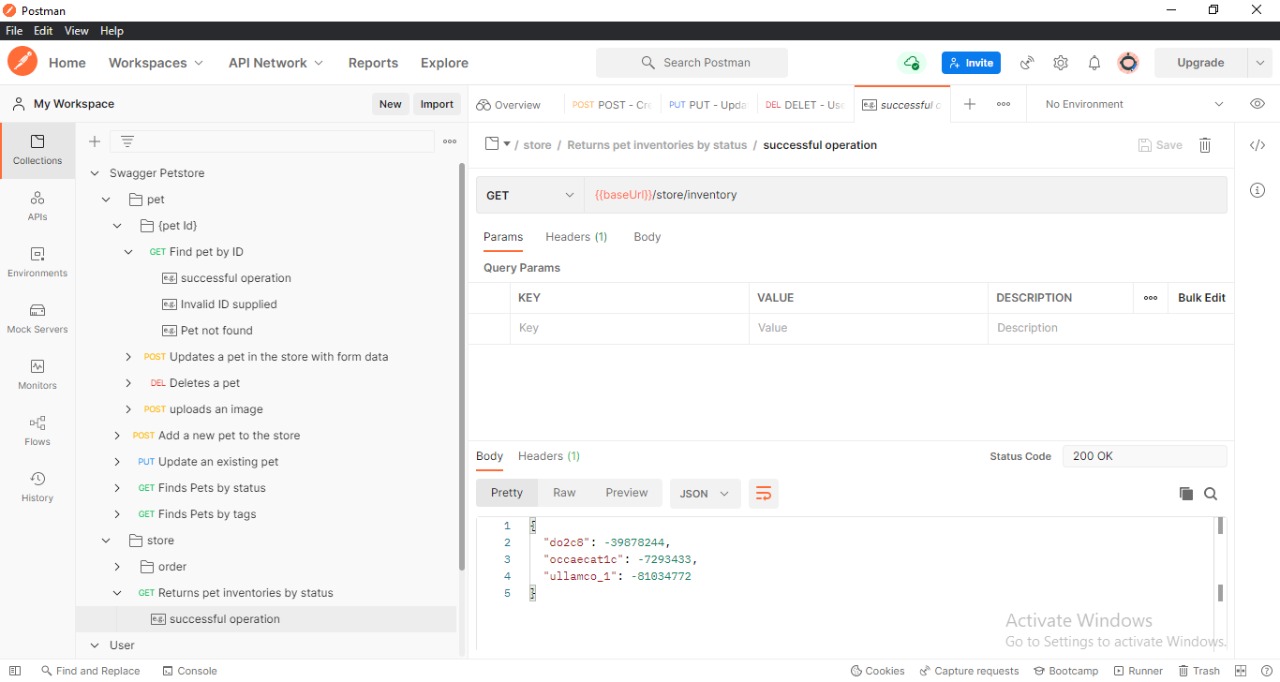 Postman
File Edit View Help
Home Workspaces API Network Reports Explore Search Postman Invite Upgrade
My Workspace New Import Overview POST POST - Cre PUT PUT - Upda DEL DELET - Use e.g. successful o No Environment
Collections
APIs
Environments
Mock Servers
Monitors
Flows
History
Swagger Petstore
pet
{pet Id}
GET Find pet by ID
e.g. successful operation
e.g. Invalid ID supplied
e.g. Pet not found
POST Updates a pet in the store with form data
DEL Deletes a pet
POST uploads an image
POST Add a new pet to the store
PUT Update an existing pet
GET Finds Pets by status
GET Finds Pets by tags
store
order
GET Returns pet inventories by status
e.g. successful operation
User
/ store / Returns pet inventories by status / successful operation Save
GET {{baseUrl}}/store/inventory
Params Headers (1) Body
Query Params
KEY VALUE DESCRIPTION Bulk Edit
Key Value Description
Body Headers (1) Status Code 200 OK
Pretty Raw Preview JSON
1 {
2 "do2c8": -39878244,
3 "occaecat1c": -7293433,
4 "ullamco_1": -81034772
5 }
Activate Windows
Go to Settings to activate Windows.
Find and Replace Console Cookies Capture requests Bootcamp Runner Trash